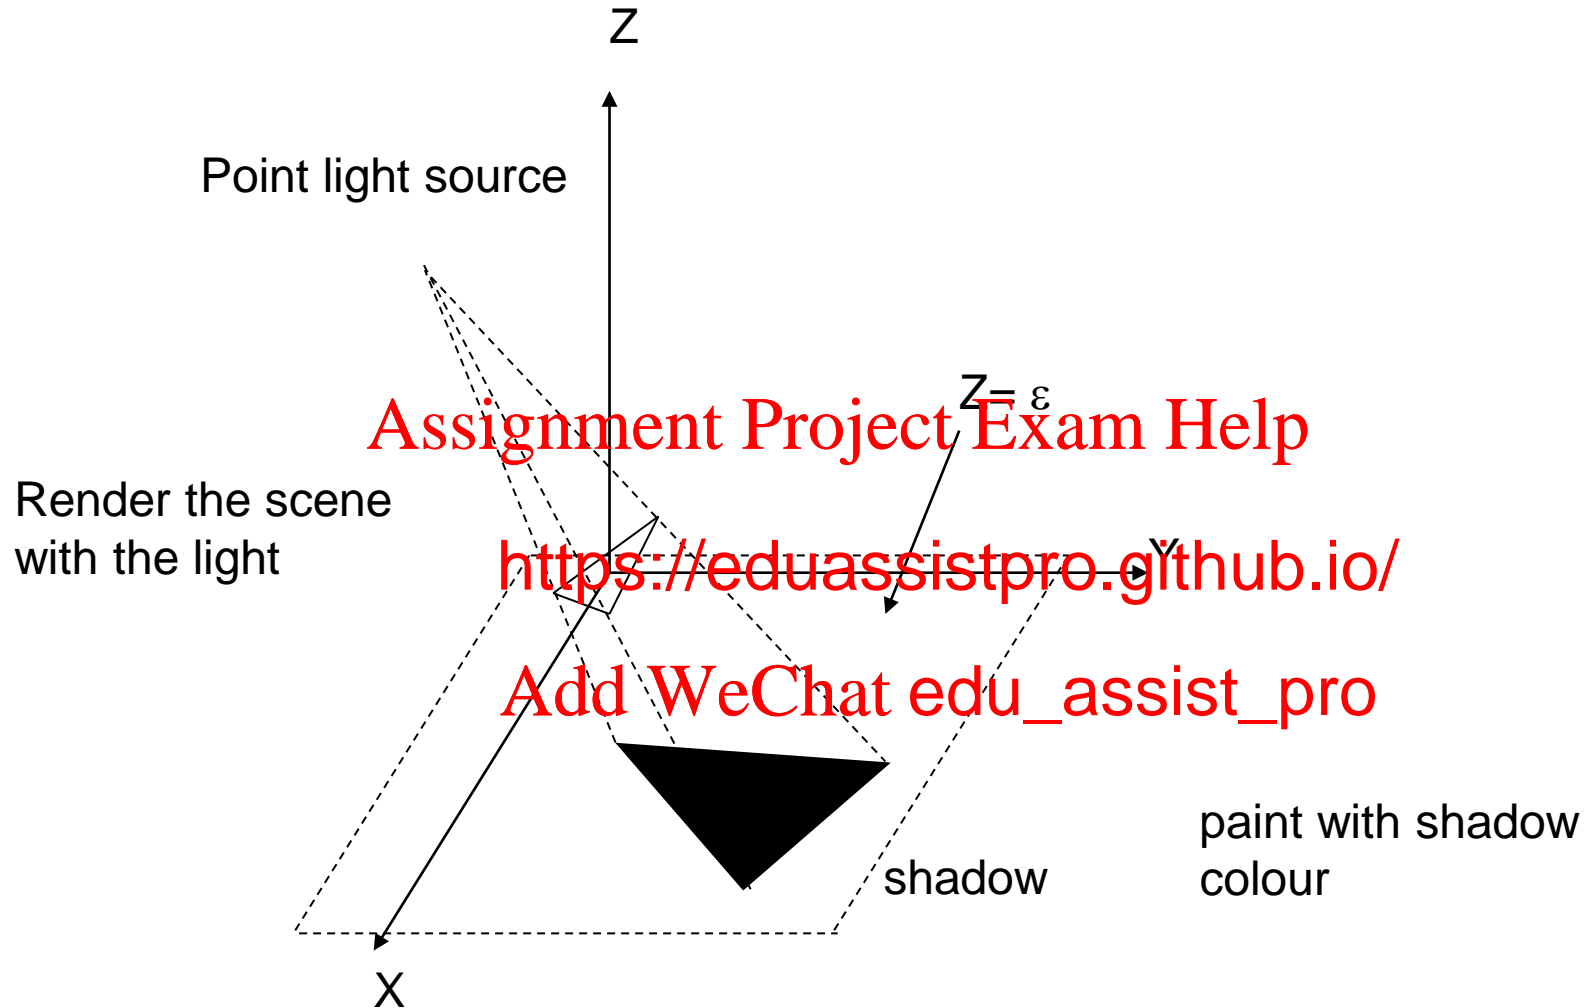 Z
Point light source
Z= ε
Assignment Project Exam Help
Render the scene
with the light
Y
https://eduassistpro.github.io/
Add WeChat edu_assist_pro
paint with shadow
colour
shadow
X